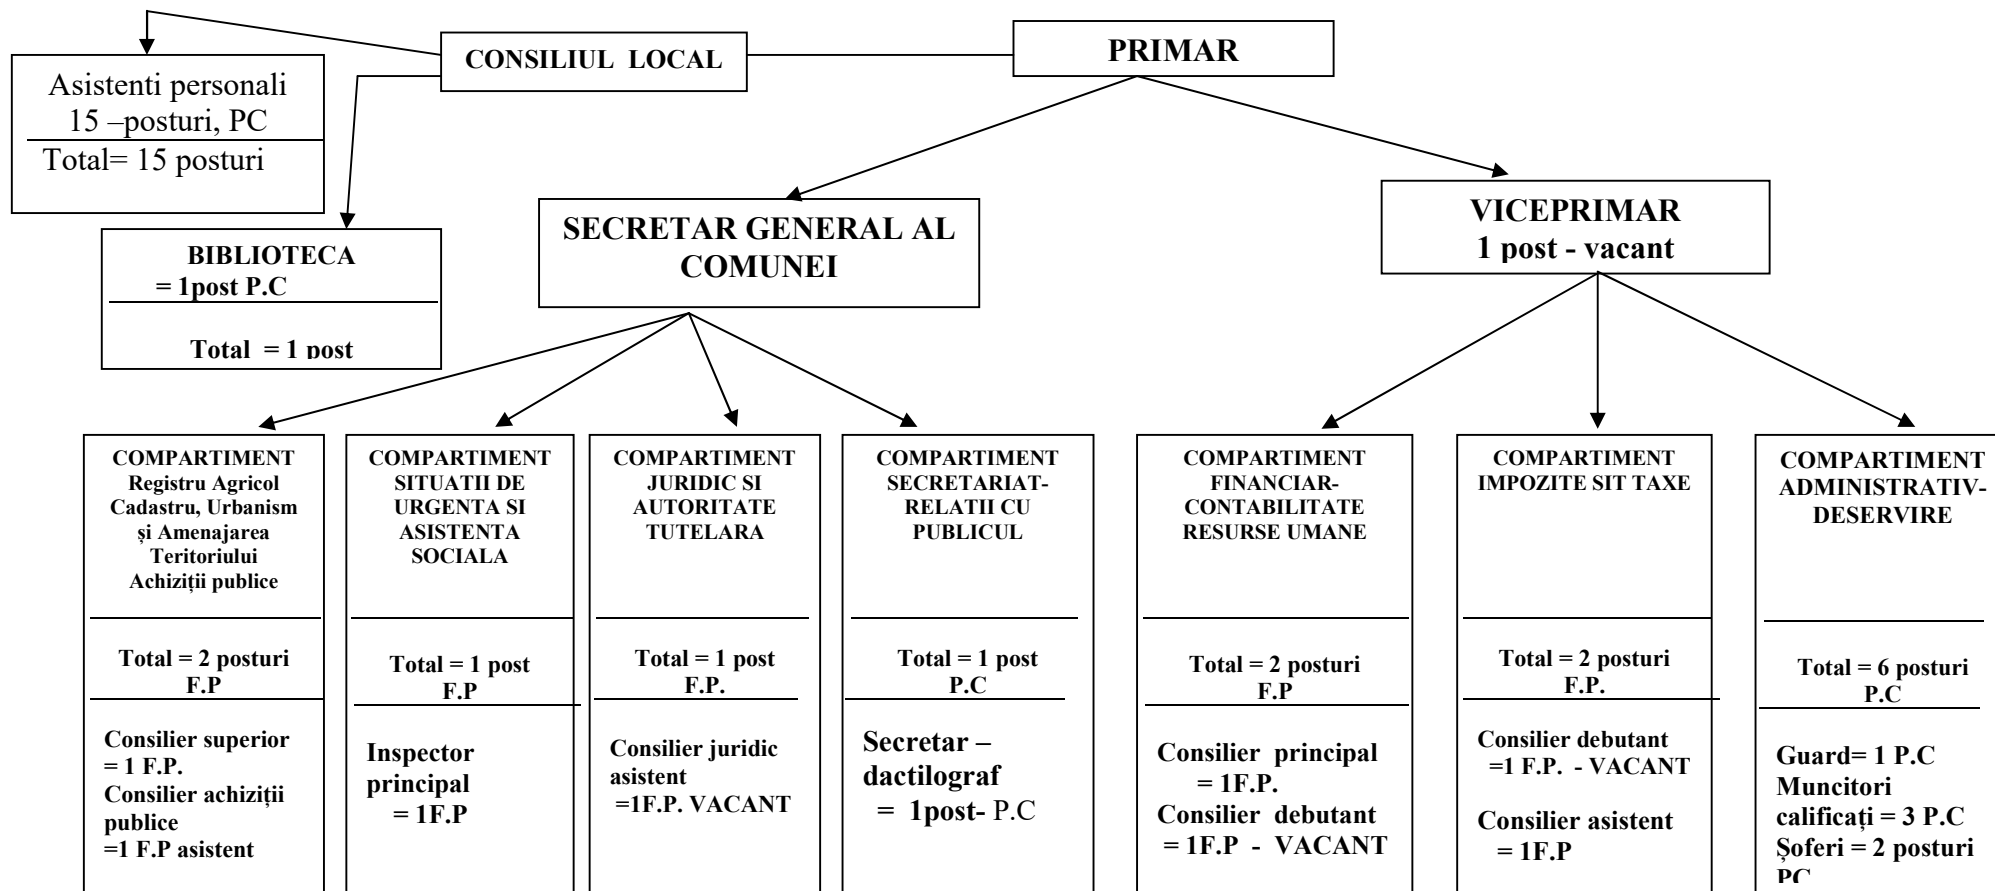 CONSILIUL LOCAL
PRIMAR
Asistenti personali
15 –posturi, PC
Total= 15 posturi
BIBLIOTECA
= 1post P.C
Total = 1 post
SECRETAR GENERAL AL
COMUNEI
VICEPRIMAR
1 post - vacant
COMPARTIMENT
Registru Agricol
Cadastru, Urbanism
și Amenajarea
Teritoriului
Achiziții publice
Total = 2 posturi
F.P
Consilier superior
= 1 F.P.
Consilier achiziții
publice
=1 F.P asistent
COMPARTIMENT
SITUATII DE
URGENTA SI
ASISTENTA
SOCIALA
Total = 1 post
F.P
Inspector
principal
= 1F.P
COMPARTIMENT
JURIDIC SI
AUTORITATE
TUTELARA
Total = 1 post
F.P.
Consilier juridic
asistent
=1F.P. VACANT
COMPARTIMENT
SECRETARIAT-
RELATII CU
PUBLICUL
Total = 1 post
P.C
Secretar –
dactilograf
= 1post- P.C
COMPARTIMENT
FINANCIAR-
CONTABILITATE
RESURSE UMANE
Total = 2 posturi
F.P
Consilier principal
= 1F.P.
Consilier debutant
= 1F.P - VACANT
COMPARTIMENT
IMPOZITE SIT TAXE
Total = 2 posturi
F.P.
Consilier debutant
=1 F.P. - VACANT
Consilier asistent
= 1F.P
COMPARTIMENT
ADMINISTRATIV-
DESERVIRE
Total = 6 posturi
P.C
Guard= 1 P.C
Muncitori
calificați = 3 P.C
Șoferi = 2 posturi
PC